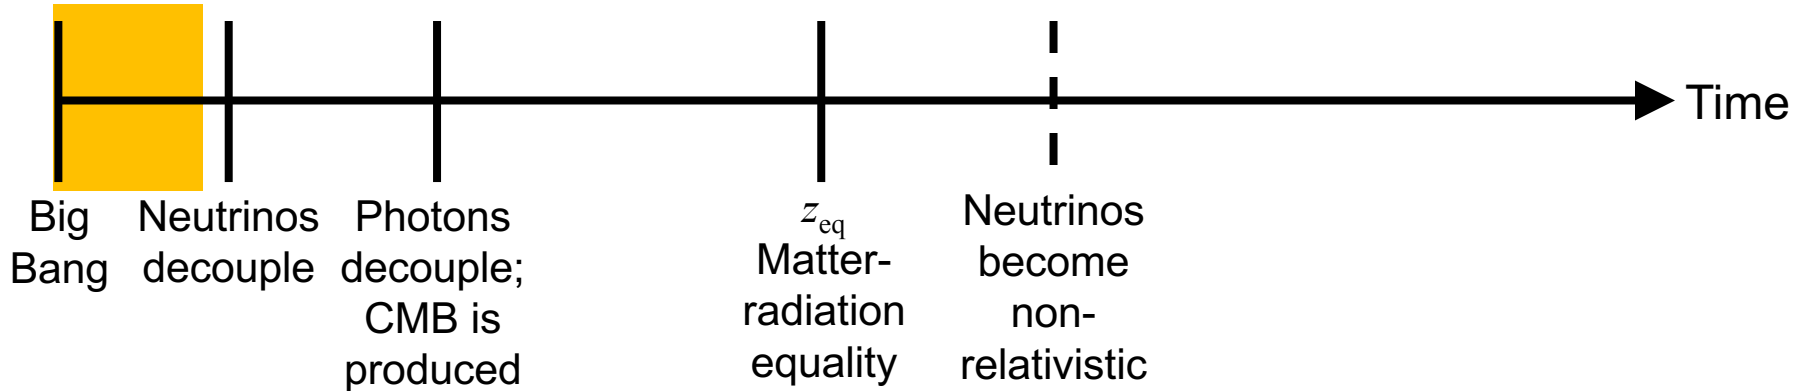 Time
Big
Bang
Neutrinos
decouple
Photons
decouple;
CMB is
produced
zeq
Matter-
radiation
equality
Neutrinos
become
non-
relativistic